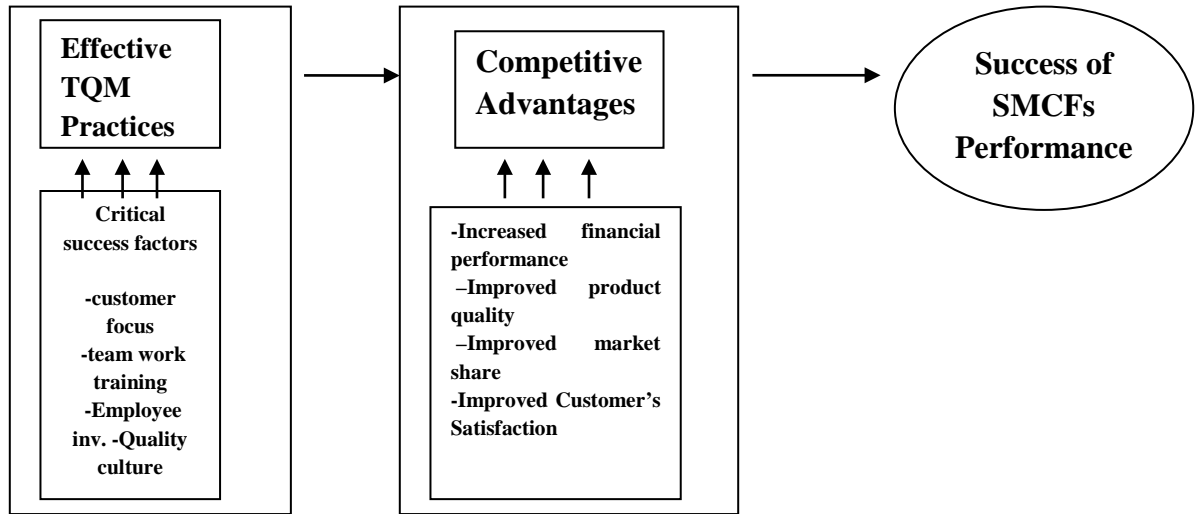 Effective
TQM
Practices
Critical
success factors
-customer
focus
-team work
training
-Employee
inv. -Quality
culture
Competitive
Advantages
-Increased financial
performance
–Improved product
quality
–Improved market
share
-Improved Customer’s
Satisfaction
Success of
SMCFs
Performance